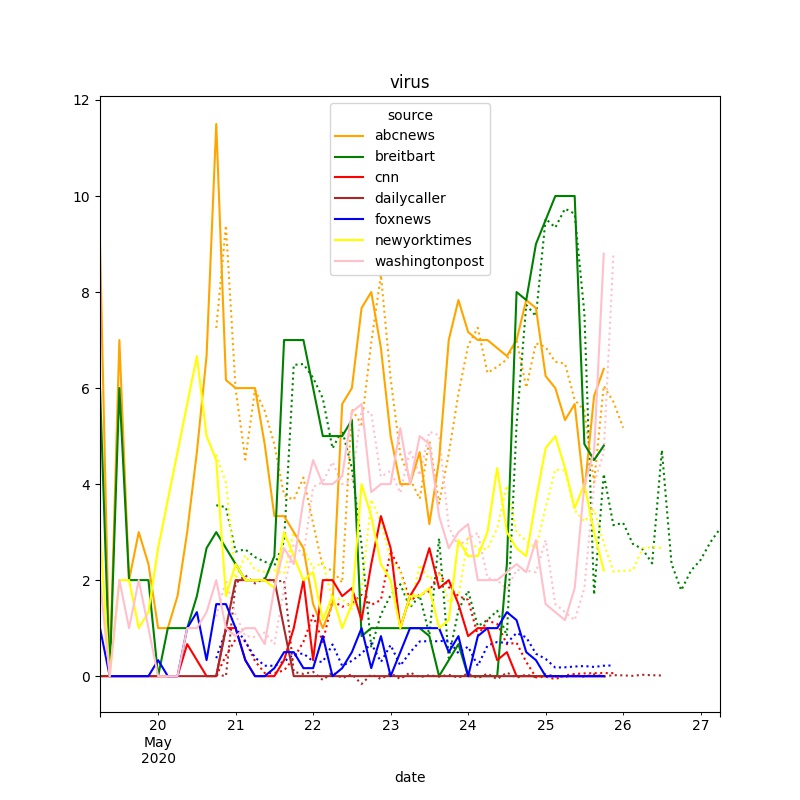 virus
12
10
8
6
4
2
0
source
abcnews
breitbart
cnn
dailycaller
foxnews
newyorktimes
washingtonpost
20 21 22 23 24 25 26 27
May
2020
date